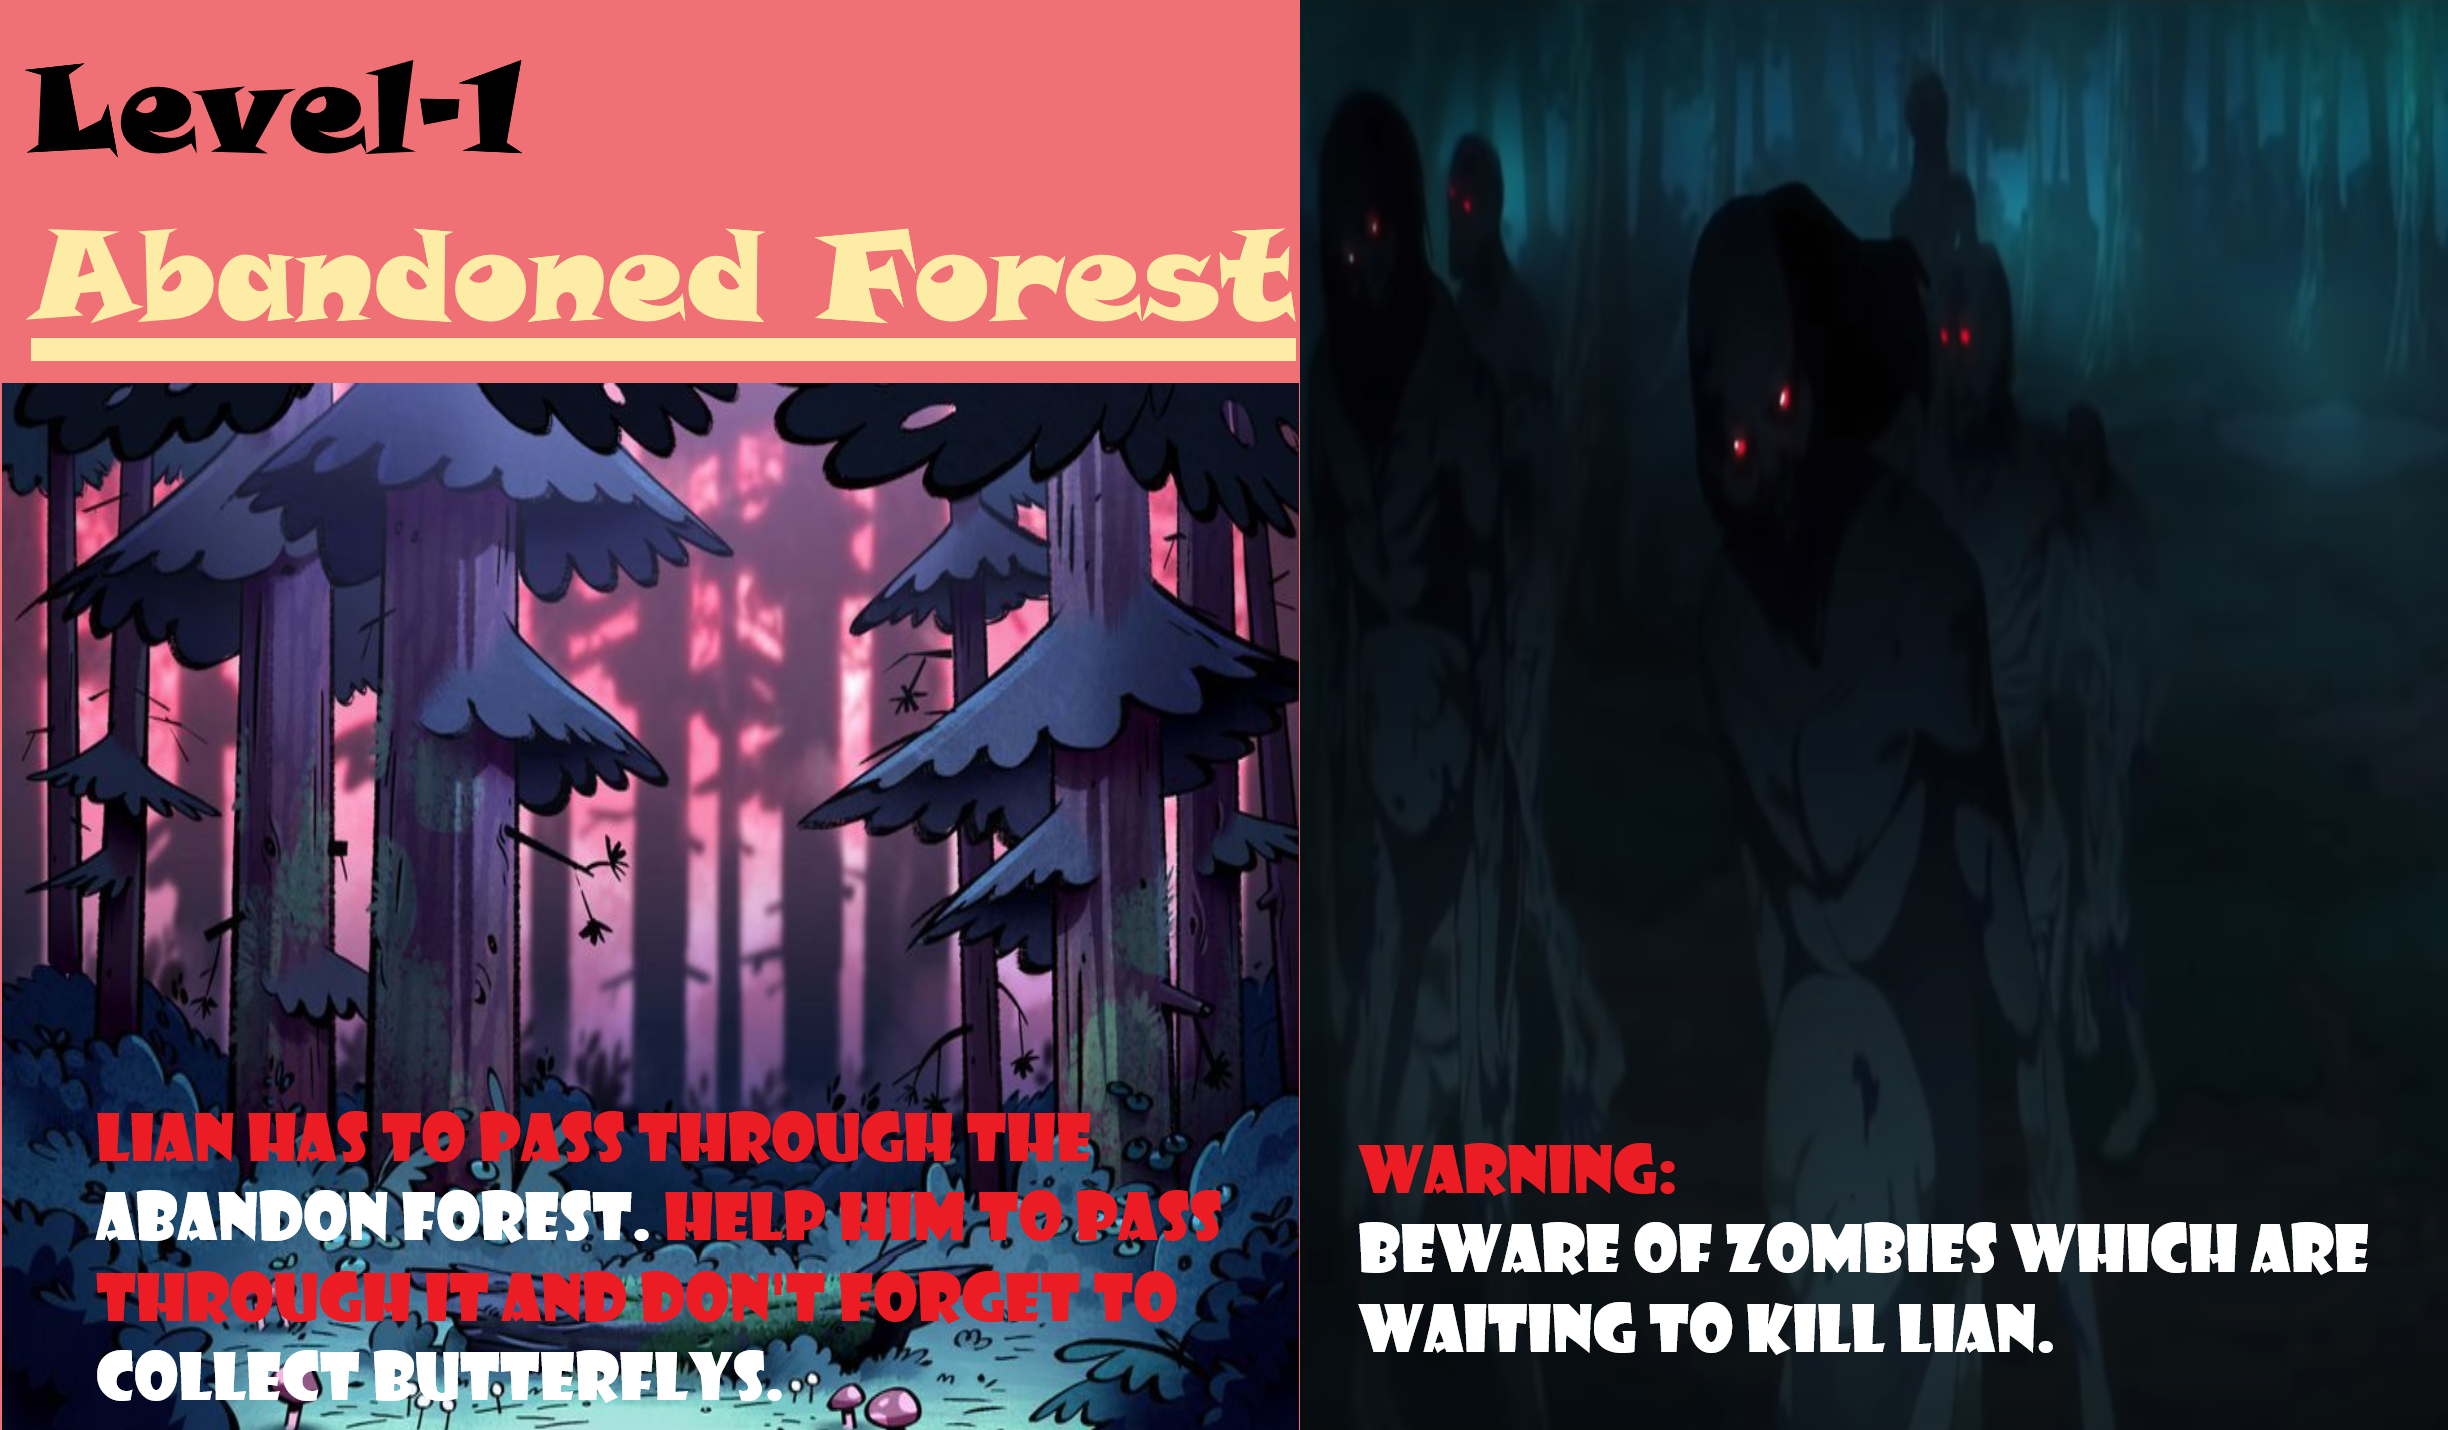 Level-1
Abandoned Forest
LIAN HAS TO PASS THROUGH THE
ABANDON FOREST. HELP HIM TO PASS
THROUGH IT AND DON'T FORGET TO
COLLECT BUTTERFLYS.
WARNING:
BEWARE OF ZOMBIES WHICH ARE
WAITING TO KILL LIAN.